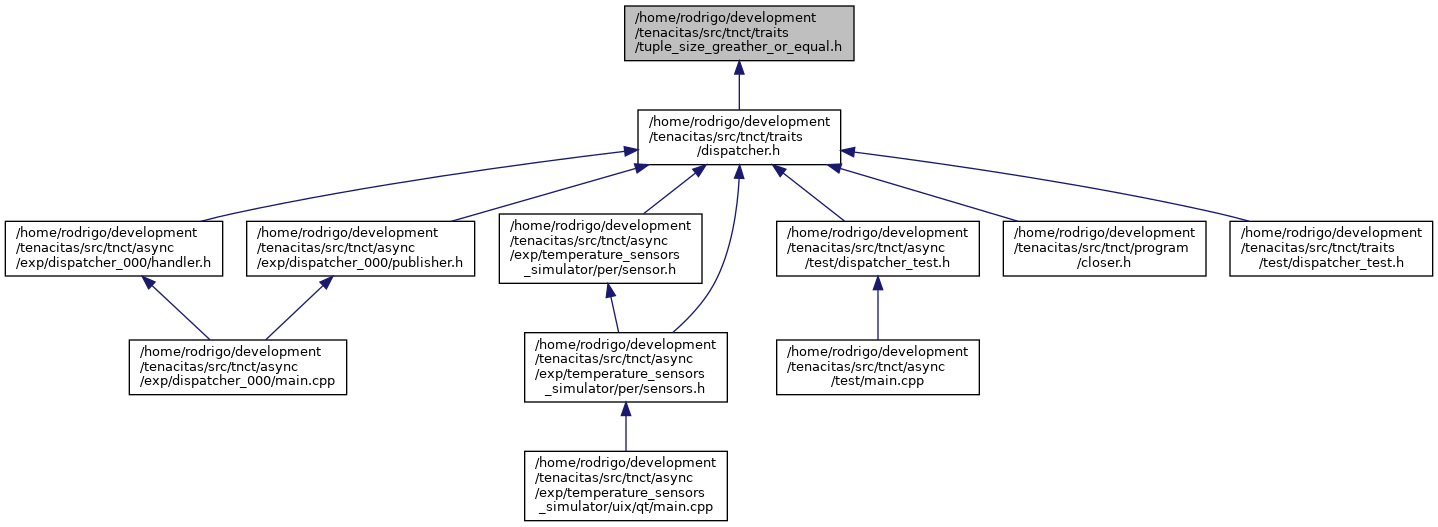 /home/rodrigo/development
/tenacitas/src/tnct/traits
/tuple_size_greather_or_equal.h
/home/rodrigo/development
/tenacitas/src/tnct/traits
/dispatcher.h
/home/rodrigo/development
/tenacitas/src/tnct/async
/exp/dispatcher_000/handler.h
/home/rodrigo/development
/tenacitas/src/tnct/async
/exp/dispatcher_000/publisher.h
/home/rodrigo/development
/tenacitas/src/tnct/async
/exp/temperature_sensors
_simulator/per/sensor.h
/home/rodrigo/development
/tenacitas/src/tnct/async
/test/dispatcher_test.h
/home/rodrigo/development
/tenacitas/src/tnct/program
/closer.h
/home/rodrigo/development
/tenacitas/src/tnct/traits
/test/dispatcher_test.h
/home/rodrigo/development
/tenacitas/src/tnct/async
/exp/dispatcher_000/main.cpp
/home/rodrigo/development
/tenacitas/src/tnct/async
/exp/temperature_sensors
_simulator/per/sensors.h
/home/rodrigo/development
/tenacitas/src/tnct/async
/test/main.cpp
/home/rodrigo/development
/tenacitas/src/tnct/async
/exp/temperature_sensors
_simulator/uix/qt/main.cpp